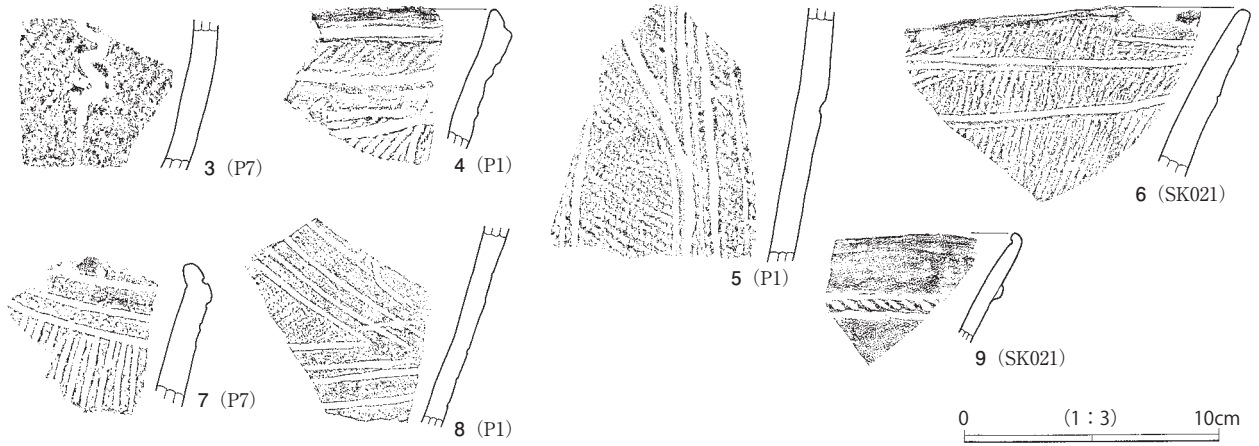 3 (P7)
4 (P1)
5 (P1)
6 (SK021)
7 (P7)
8 (P1)
9 (SK021)
0 (1：3) 10cm